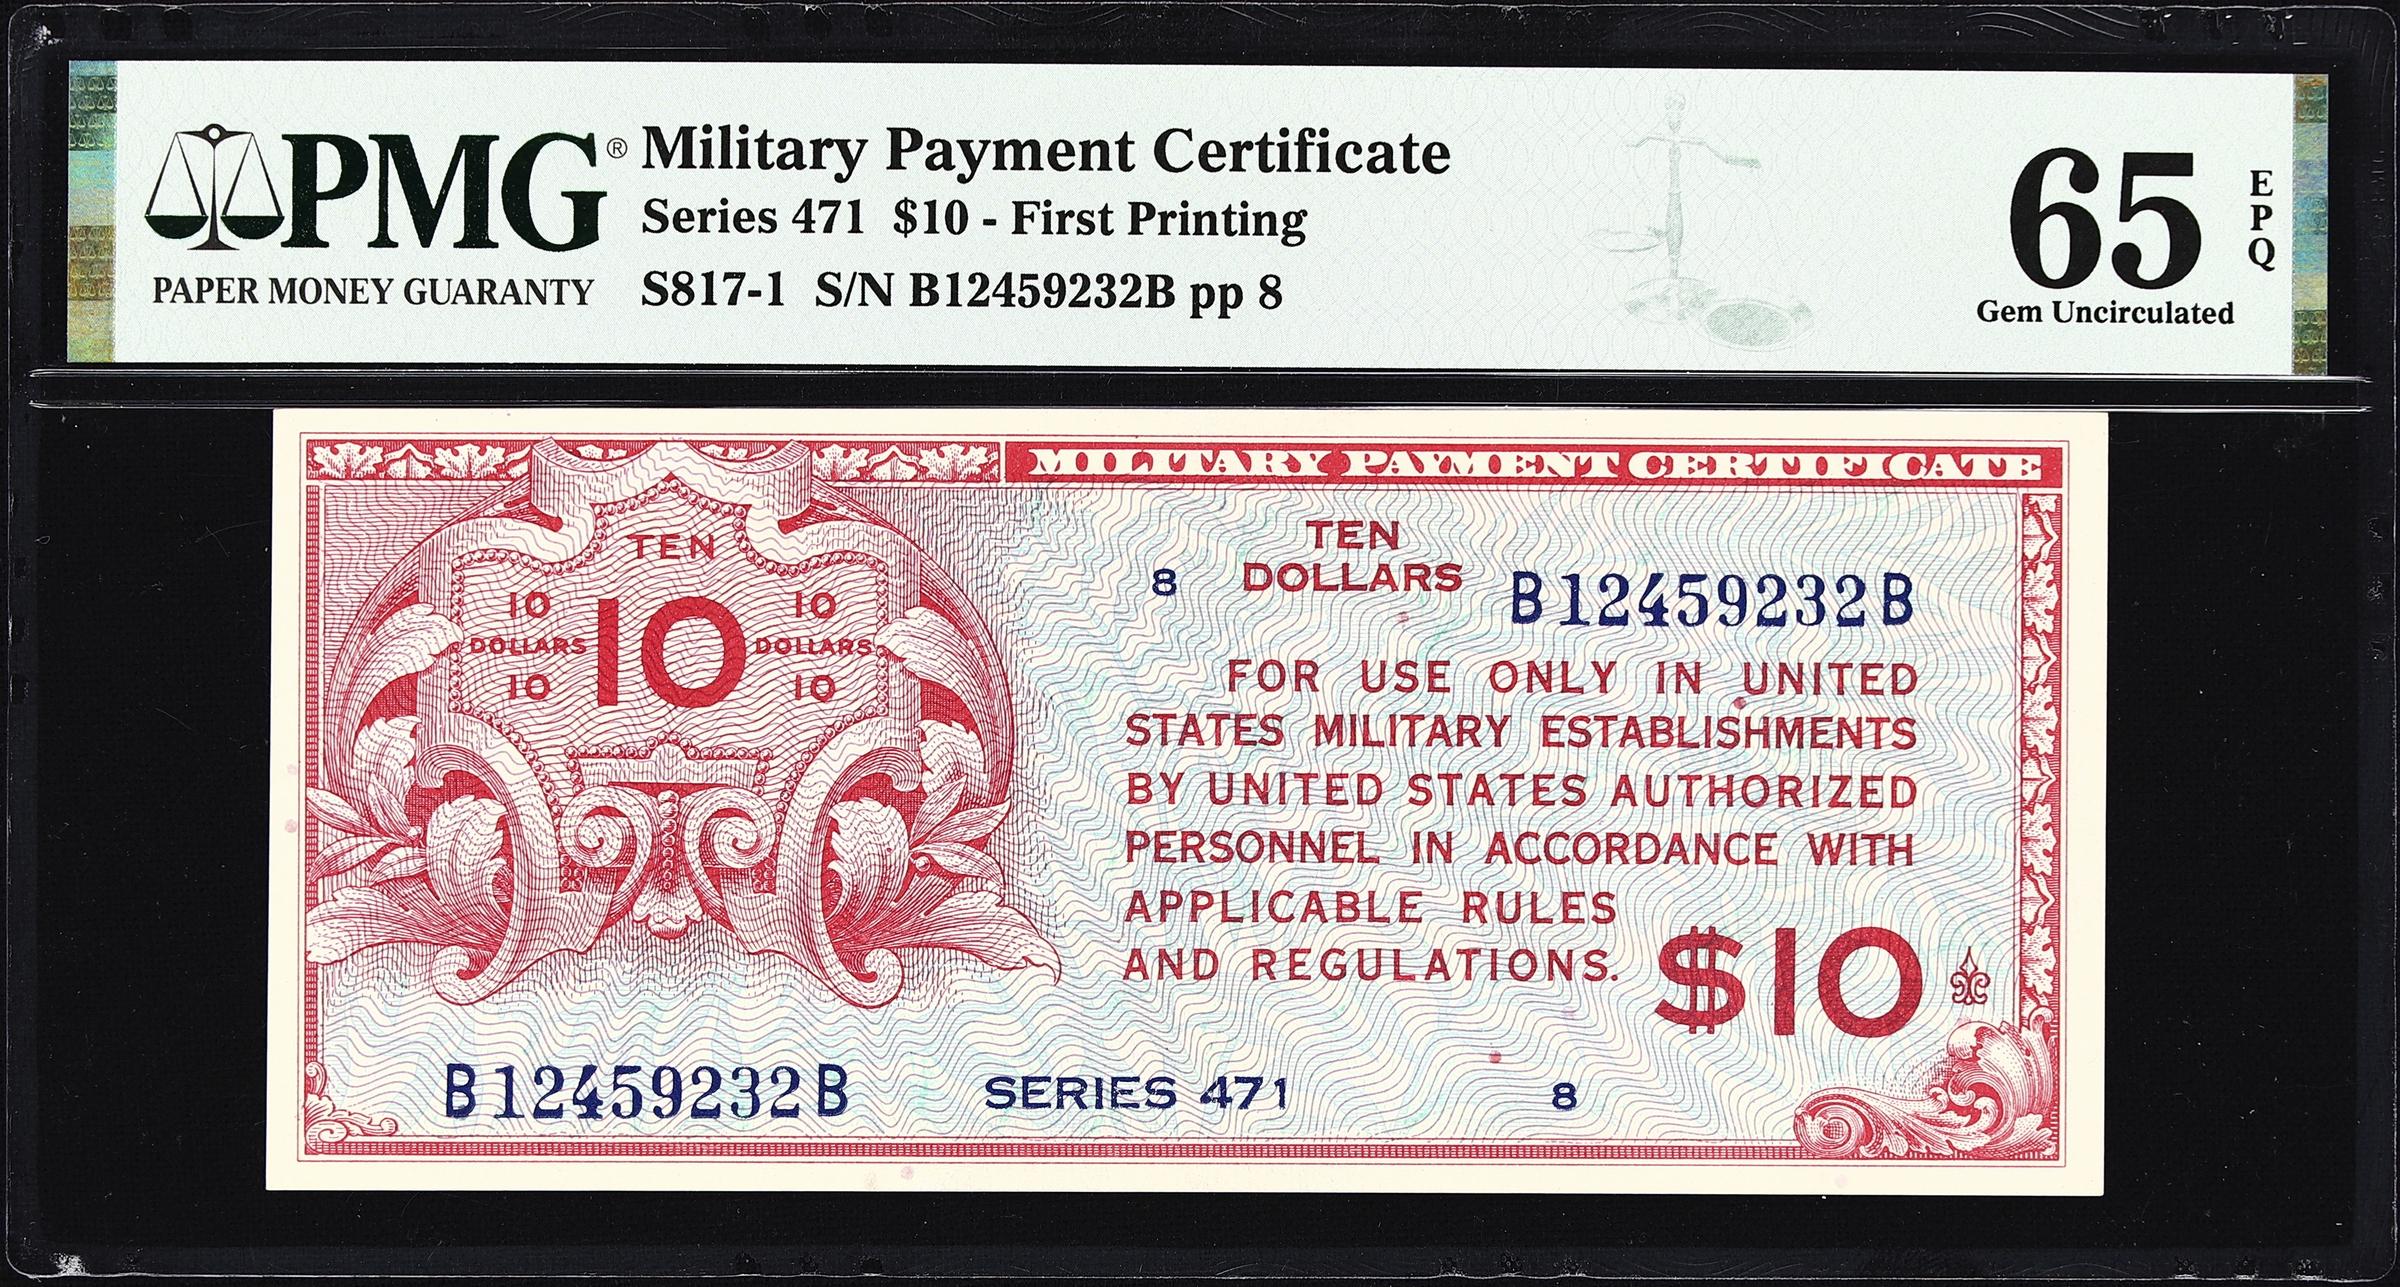 PMG® Military Payment Certificate
Series 471 $10 - First Printing
PAPER MONEY GUARANTY S817-1 S/N B12459232B pp 8
65 EPQ
Gem Uncirculated
MILITARY PAYMENT CERTIFICATE
TEN
10 10 10
DOLLARS DOLLARS
10 10
TEN
8 DOLLARS B12459232B
FOR USE ONLY IN UNITED
STATES MILITARY ESTABLISHMENTS
BY UNITED STATES AUTHORIZED
PERSONNEL IN ACCORDANCE WITH
APPLICABLE RULES
AND REGULATIONS. $10
B12459232B SERIES 471 8